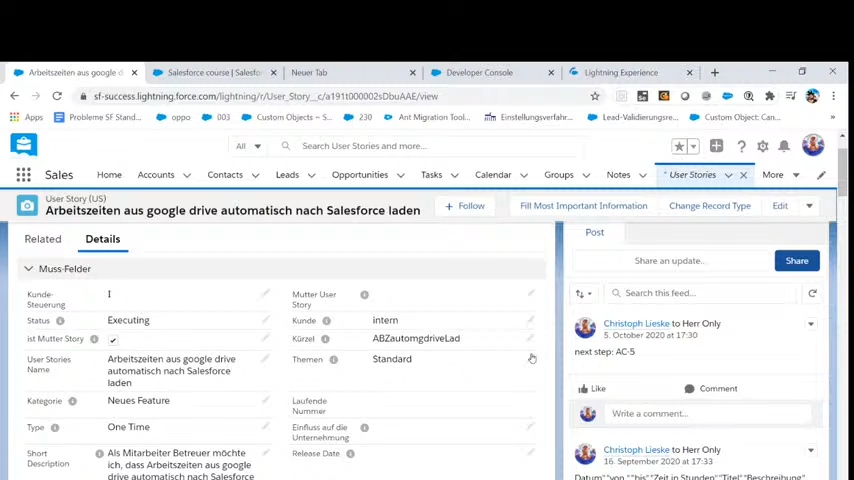 Arbeitszeiten aus google d
Salesforce course | Salesfo
Neuer Tab
Developer Console
Lightning Experience
sf-success.lightning.force.com/lightning/r/User_Story__c/a191t000002sDbuAAE/view
Apps
Probleme SF Stand...
oppo
003
Custom Objects ~ S...
230
Ant Migration Tool...
Einstellungsverfahr...
Lead-Validierungsre...
Custom Object: Can...
All
Search User Stories and more...
Sales
Home
Accounts
Contacts
Leads
Opportunities
Tasks
Calendar
Groups
Notes
* User Stories
More
User Story (US)
Arbeitszeiten aus google drive automatisch nach Salesforce laden
+ Follow
Fill Most Important Information
Change Record Type
Edit
Related
Details
Post
Muss-Felder
Share an update...
Share
Search this feed...
Kunde-
Steuerung
Mutter User
Story
Status
Executing
Kunde
intern
ist Mutter Story
Kürzel
ABZautomgdriveLad
User Stories
Name
Arbeitszeiten aus google drive
automatisch nach Salesforce
laden
Themen
Standard
Kategorie
Neues Feature
Laufende
Nummer
Type
One Time
Einfluss auf die
Unternehmung
Short
Description
Als Mitarbeiter Betreuer möchte
ich, dass Arbeitszeiten aus google
drive automatisch nach Salesforce
Release Date
Christoph Lieske to Herr Only
5. October 2020 at 17:30
next step: AC-5
Like
Comment
Write a comment...
Christoph Lieske to Herr Only
16. September 2020 at 17:33
Datum","von","bis","Zeit in Stunden","Titel","Beschreibung"